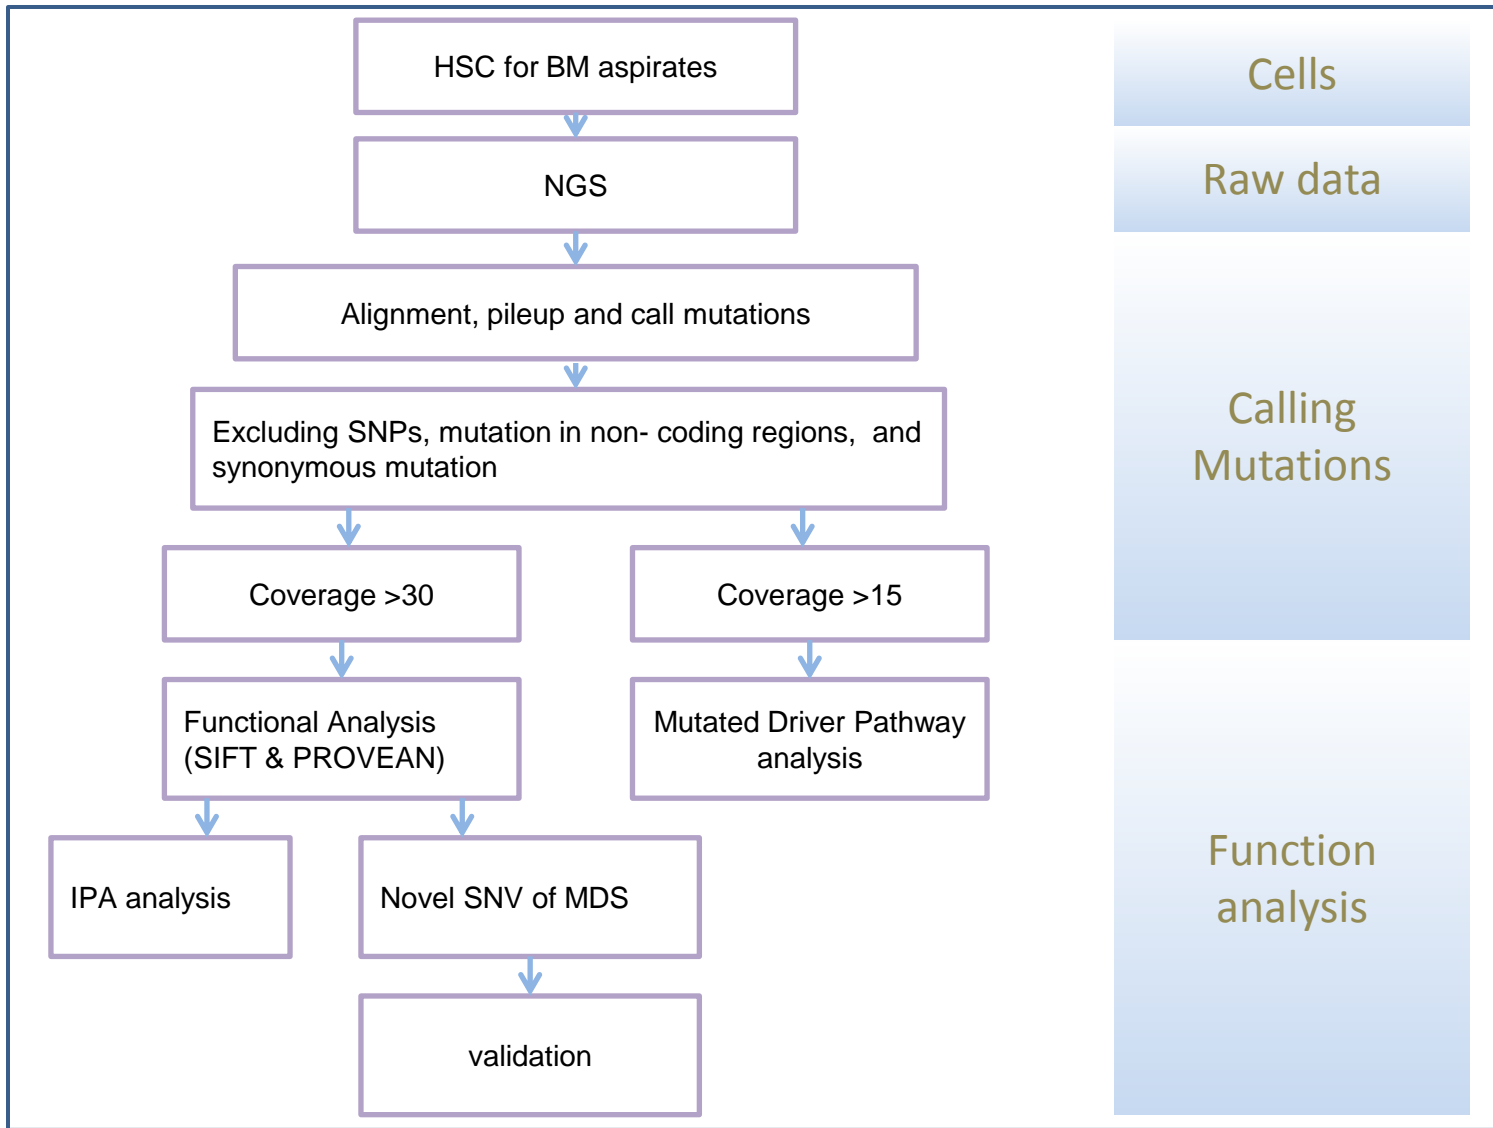 HSC for BM aspirates
Cells
NGS
Raw data
Alignment, pileup and call mutations
Excluding SNPs, mutation in non- coding regions,  and
synonymous mutation
Calling
Mutations
Coverage >30
Coverage >15
Functional Analysis
(SIFT & PROVEAN)
Mutated Driver Pathway
analysis
IPA analysis
Novel SNV of MDS
Function
analysis
validation